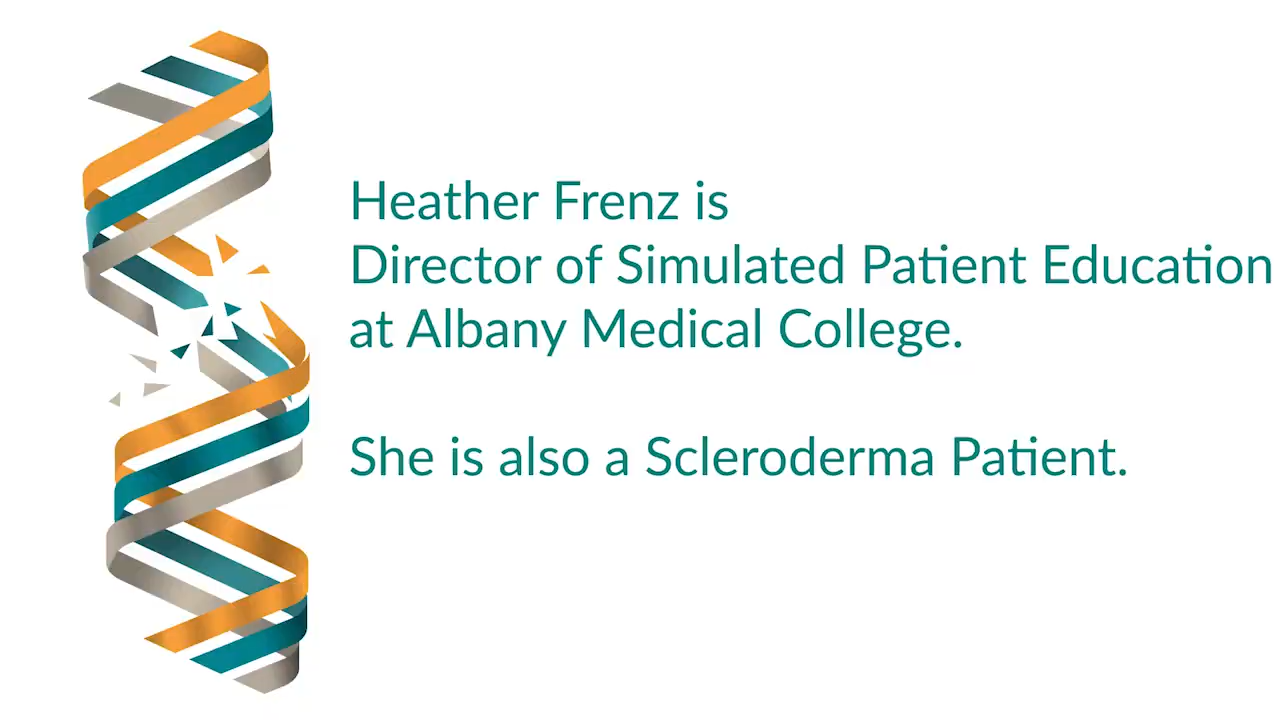 Heather Frenz is
Director of Simulated Patient Education
at Albany Medical College.
She is also a Scleroderma Patient.